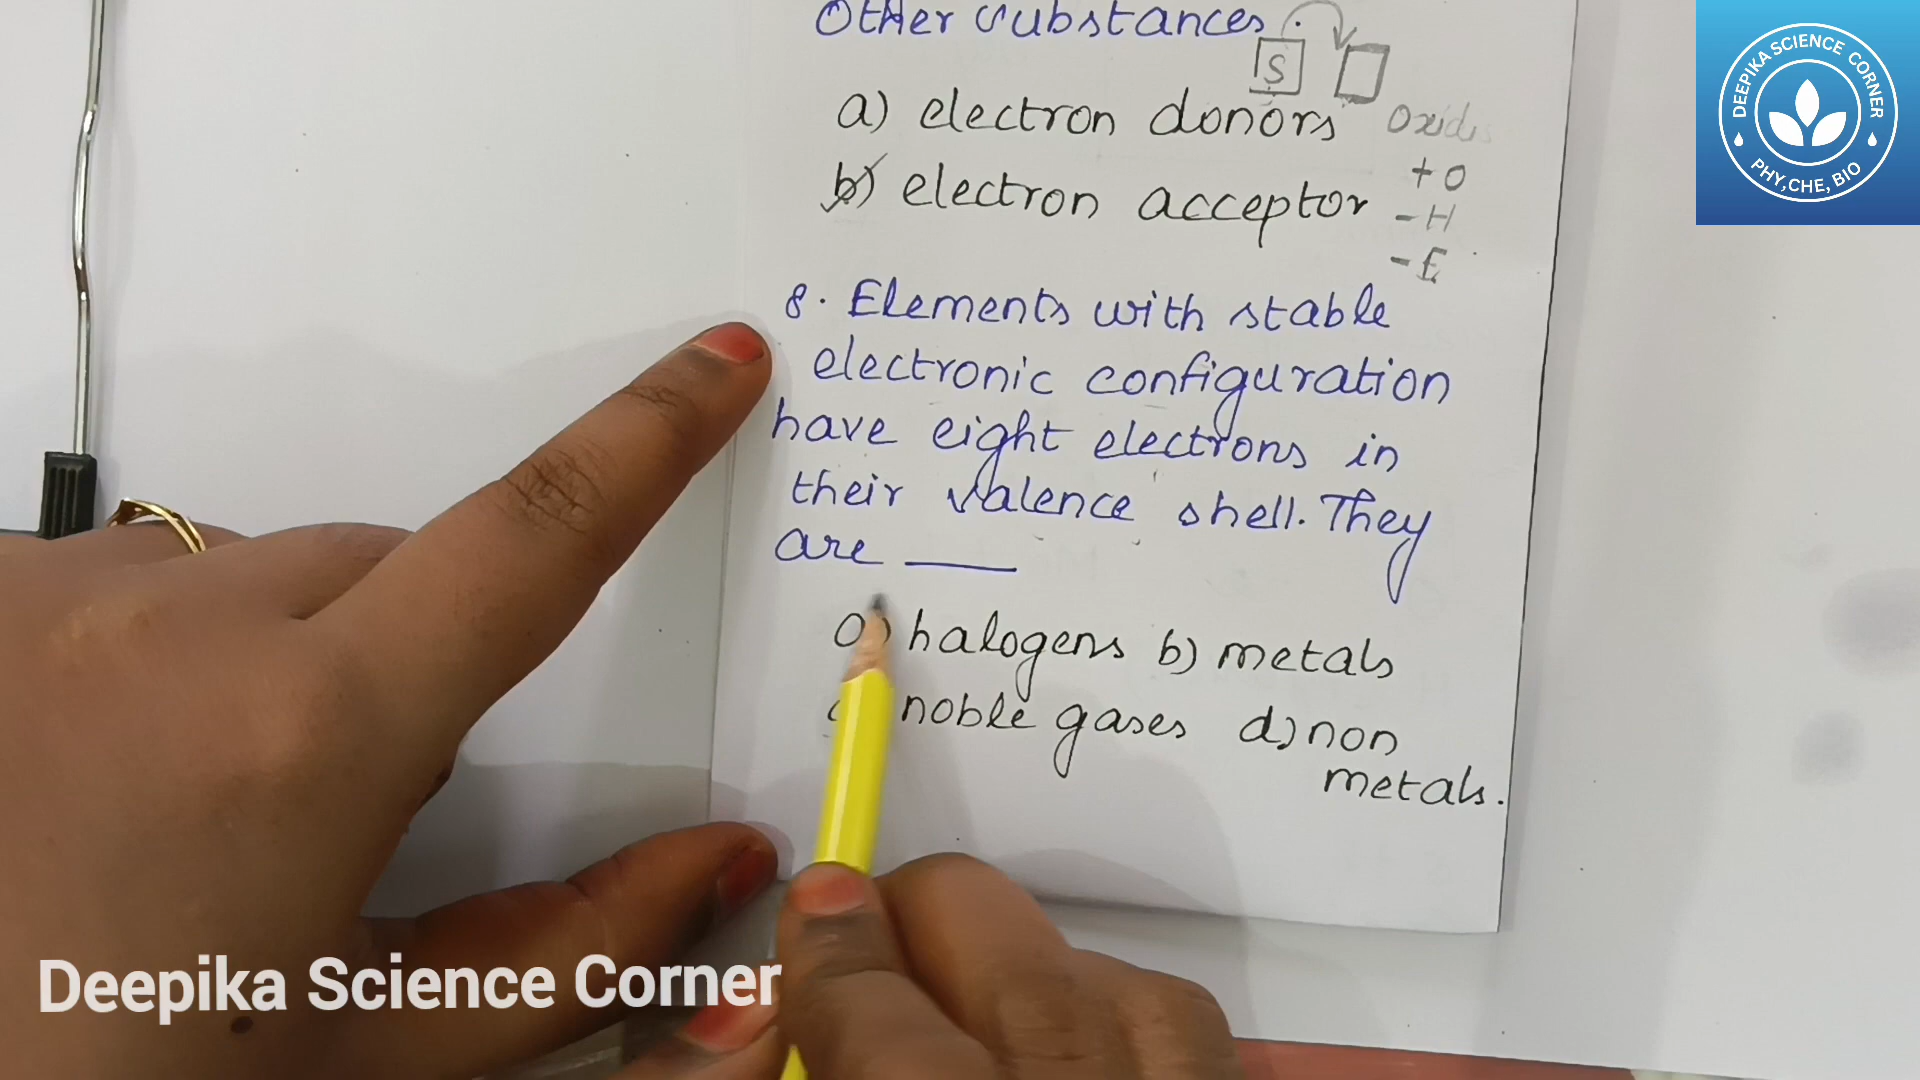 Other substances.
S
a) electron donors
Oxid
b) electron acceptor
+O
-H
-E
8. Elements with stable
electronic configuration
have eight electrons in
their valence shell. They
are ____
a) halogens b) metals
noble gases d) non
metals.
DEEPIKA SCIENCE CORNER
PHY, CHE, BIO
Deepika Science Corner